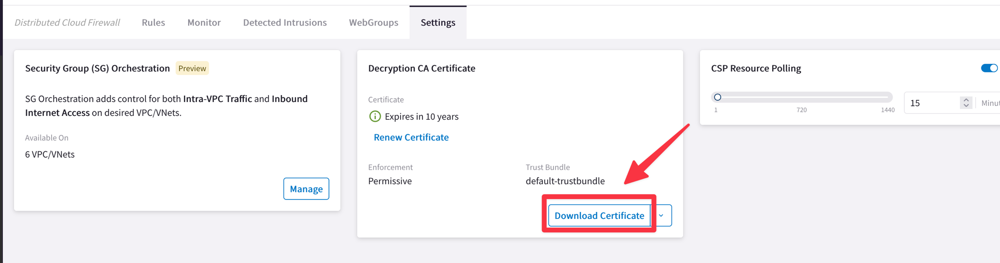 Distributed Cloud Firewall Rules Monitor Detected Intrusions WebGroups Settings
Security Group (SG) Orchestration Preview
SG Orchestration adds control for both Intra-VPC Traffic and Inbound
Internet Access on desired VPC/VNets.
Available On
6 VPC/VNets
Manage
Decryption CA Certificate
Certificate
Expires in 10 years
Renew Certificate
Enforcement
Permissive
Trust Bundle
default-trustbundle
Download Certificate
CSP Resource Polling
1 720 1440
15 Minut